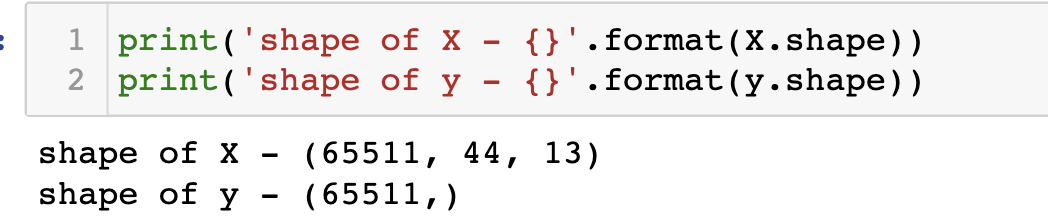 1 print('shape of X - {}'.format(X.shape))
2 print('shape of y - {}'.format(y.shape))
shape of X - (65511, 44, 13)
shape of y - (65511,)